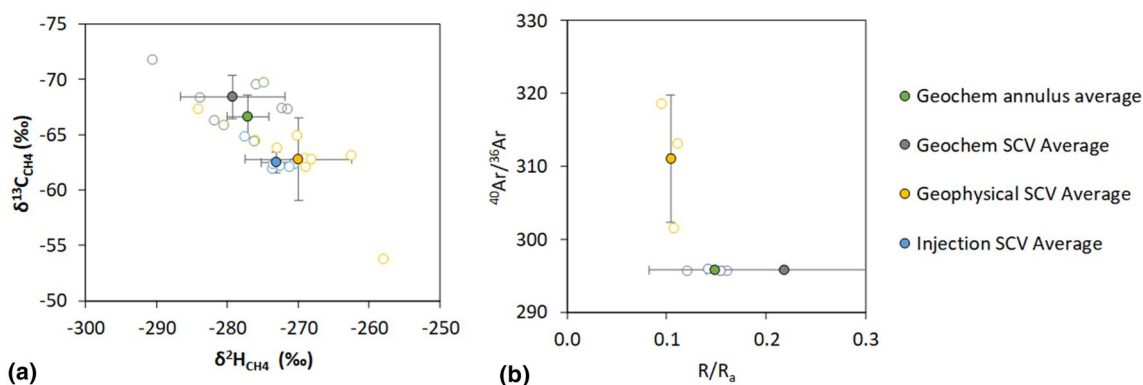 -75
-70
-65
-60
-55
-50
δ¹³C_CH4 (‰)
-300 -290 -280 -270 -260 -250
δ²H_CH4 (‰)
(a)
330
320
310
300
290
⁴⁰Ar/³⁶Ar
0.0 0.1 0.2 0.3
R/Rₐ
(b)
Geochem annulus average
Geochem SCV Average
Geophysical SCV Average
Injection SCV Average